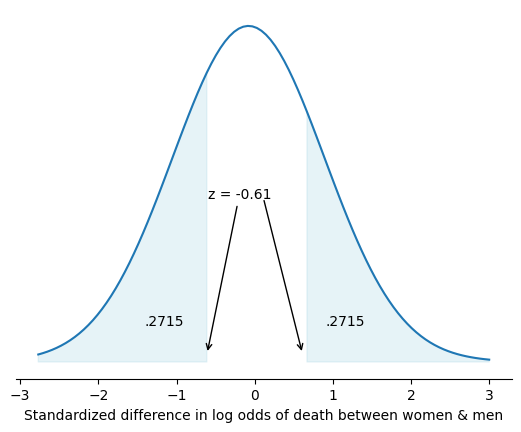 z = -0.61
.2715 .2715
−3 −2 −1 0 1 2 3
Standardized difference in log odds of death between women & men